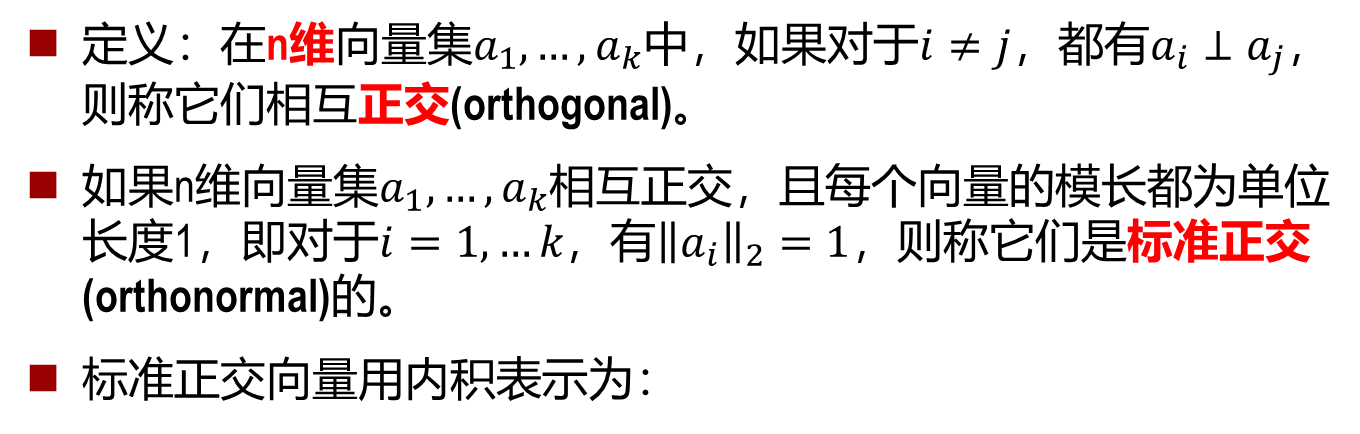 ■ 定义：在n维向量集𝑎₁, … , 𝑎ₖ中，如果对于𝑖 ≠ 𝑗，都有𝑎ᵢ ⊥ 𝑎ⱼ，
则称它们相互正交(orthogonal)。
■ 如果n维向量集𝑎₁, … , 𝑎ₖ相互正交，且每个向量的模长都为单位
长度1，即对于𝑖 = 1, … 𝑘，有‖𝑎ᵢ‖₂ = 1，则称它们是标准正交
(orthonormal)的。
■ 标准正交向量用内积表示为：